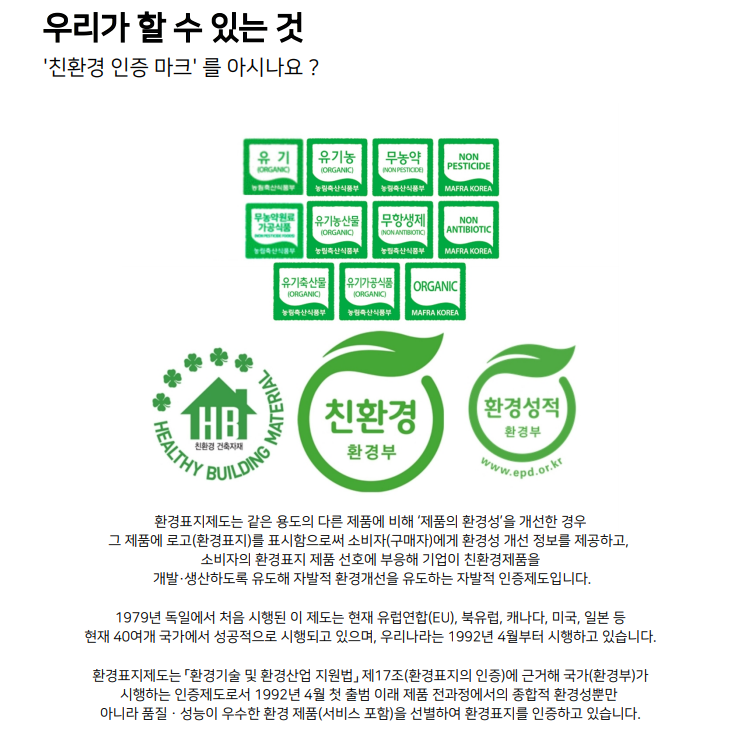 우리가 할 수 있는 것
'친환경 인증 마크' 를 아시나요 ?
유 기
(ORGANIC)
농림축산식품부
유기농
(ORGANIC)
농림축산식품부
무농약
(NON PESTICIDE)
농림축산식품부
NON
PESTICIDE
MAFRA KOREA
무농약원료
가공식품
농림축산식품부
유기농산물
(ORGANIC)
농림축산식품부
무항생제
(NON ANTIBIOTIC)
농림축산식품부
NON
ANTIBIOTIC
MAFRA KOREA
유기축산물
(ORGANIC)
농림축산식품부
유기가공식품
(ORGANIC)
농림축산식품부
ORGANIC
MAFRA KOREA
HB
친환경 건축자재
HEALTHY BUILDING MATERIAL
친환경
환경부
환경성적
환경부
www.epd.or.kr
환경표지제도는 같은 용도의 다른 제품에 비해 '제품의 환경성'을 개선한 경우
그 제품에 로고(환경표지)를 표시함으로써 소비자(구매자)에게 환경성 개선 정보를 제공하고,
소비자의 환경표지 제품 선호에 부응해 기업이 친환경제품을
개발·생산하도록 유도해 자발적 환경개선을 유도하는 자발적 인증제도입니다.
1979년 독일에서 처음 시행된 이 제도는 현재 유럽연합(EU), 북유럽, 캐나다, 미국, 일본 등
현재 40여개 국가에서 성공적으로 시행되고 있으며, 우리나라는 1992년 4월부터 시행하고 있습니다.
환경표지제도는 「환경기술 및 환경산업 지원법」 제17조(환경표지의 인증)에 근거해 국가(환경부)가
시행하는 인증제도로서 1992년 4월 첫 출범 이래 제품 전과정에서의 종합적 환경성뿐만
아니라 품질 · 성능이 우수한 환경 제품(서비스 포함)을 선별하여 환경표지를 인증하고 있습니다.